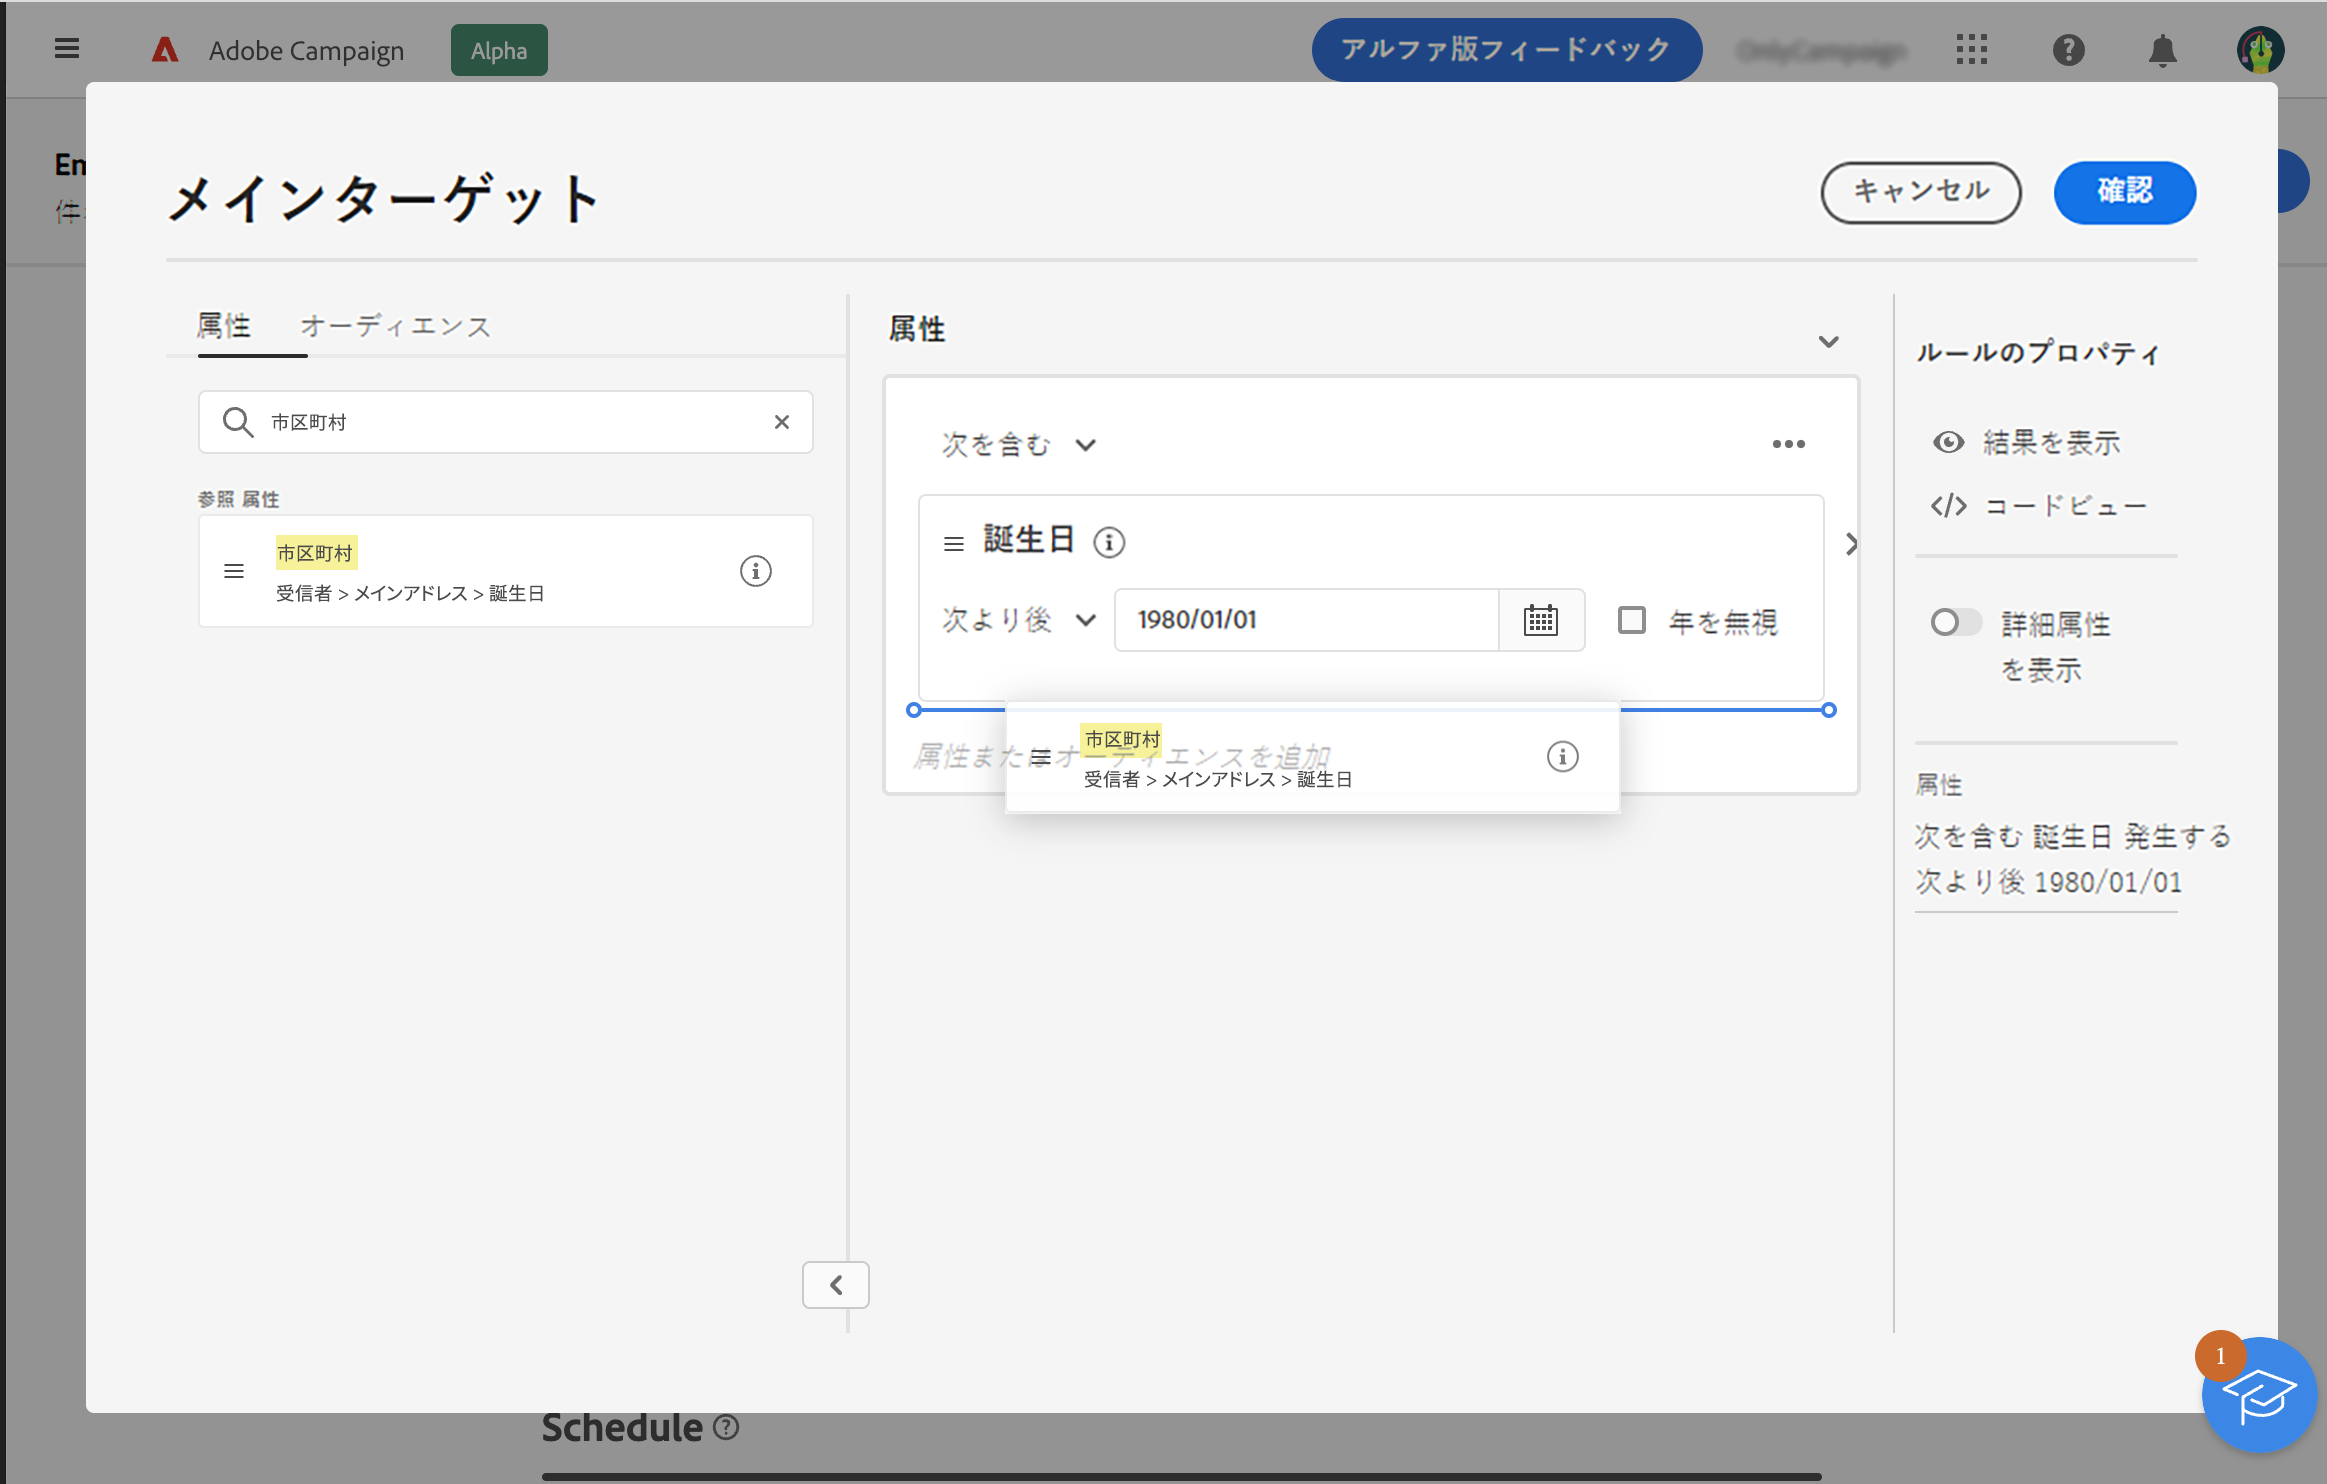 Adobe Campaign
Alpha
アルファ版フィードバック
メインターゲット
キャンセル
確認
属性
オーディエンス
市区町村
参照 属性
市区町村
受信者 > メインアドレス > 誕生日
属性
次を含む
誕生日
次より後
1980/01/01
年を無視
属性またはオーディエンスを追加
市区町村
受信者 > メインアドレス > 誕生日
ルールのプロパティ
結果を表示
コードビュー
詳細属性
を表示
属性
次を含む 誕生日 発生する
次より後 1980/01/01
1
Schedule